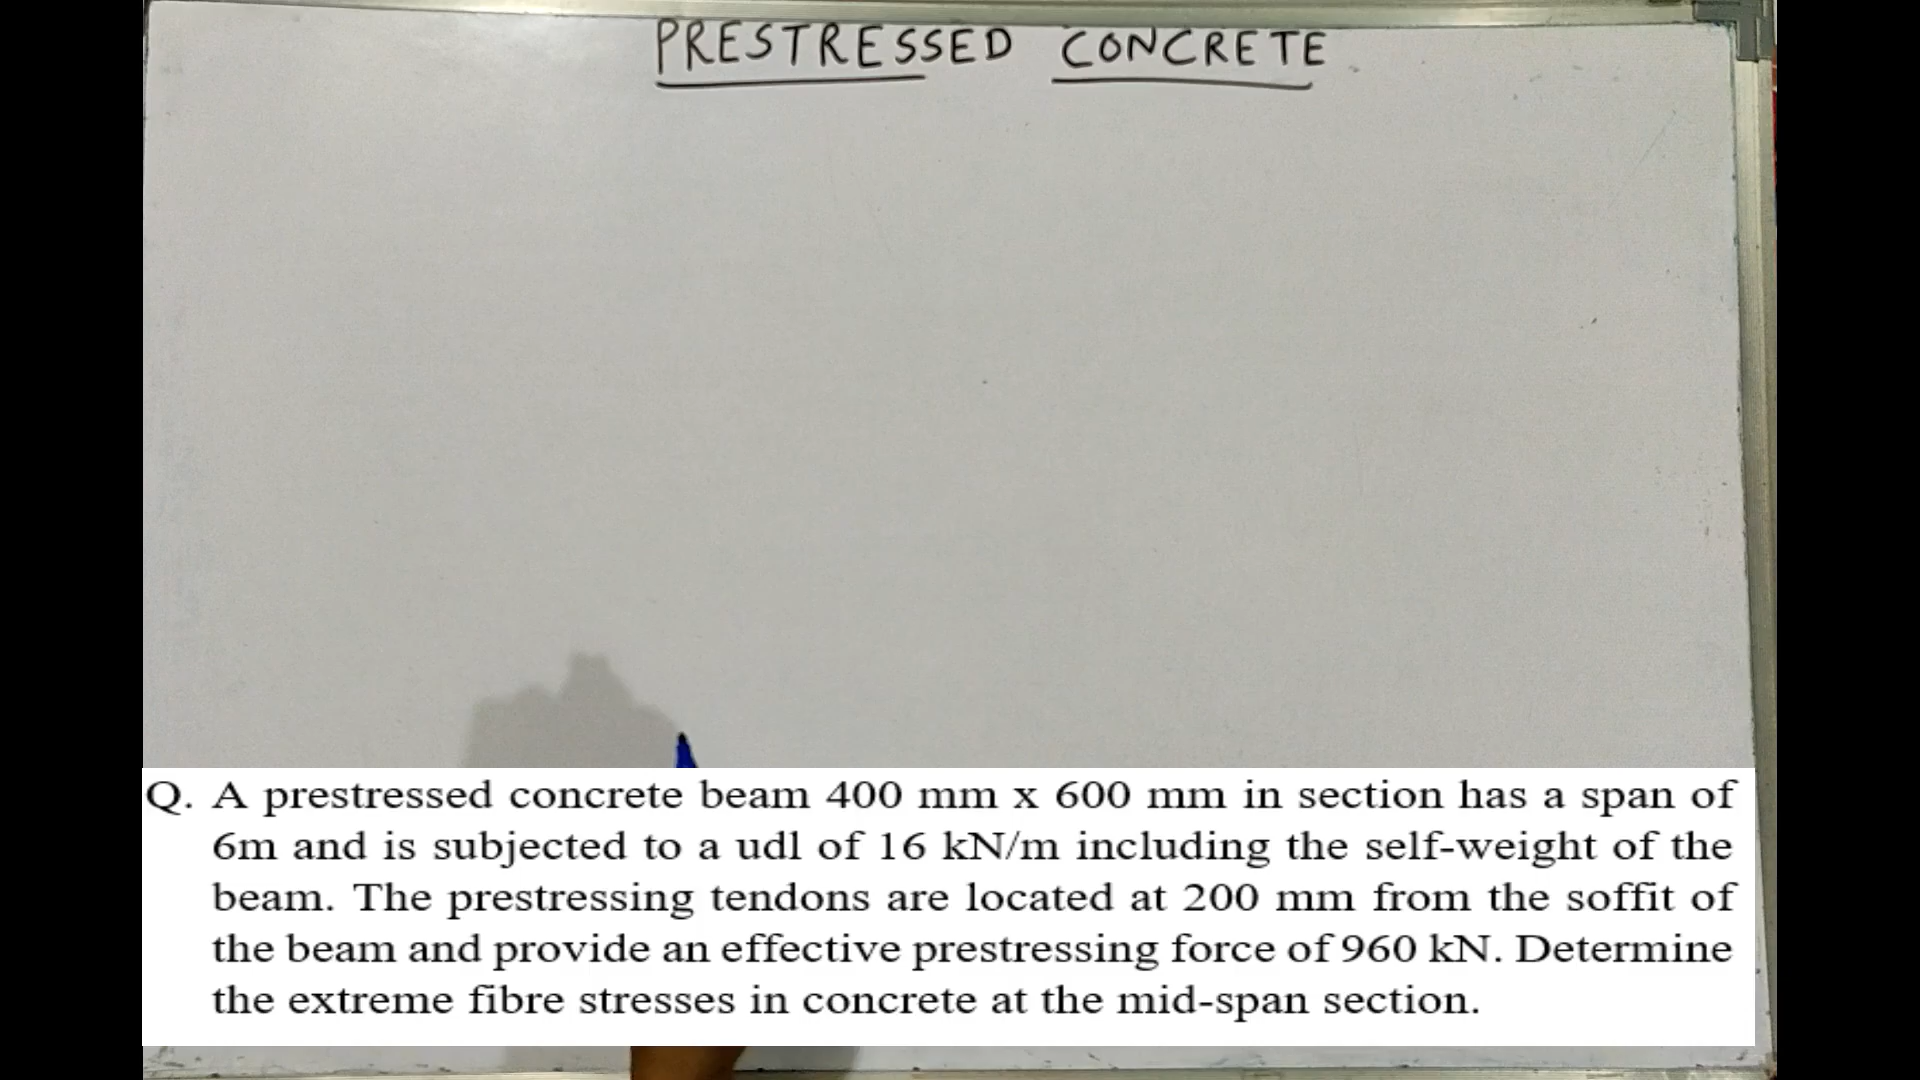 PRESTRESSED CONCRETE
Q. A prestressed concrete beam 400 mm x 600 mm in section has a span of
6m and is subjected to a udl of 16 kN/m including the self-weight of the
beam. The prestressing tendons are located at 200 mm from the soffit of
the beam and provide an effective prestressing force of 960 kN. Determine
the extreme fibre stresses in concrete at the mid-span section.